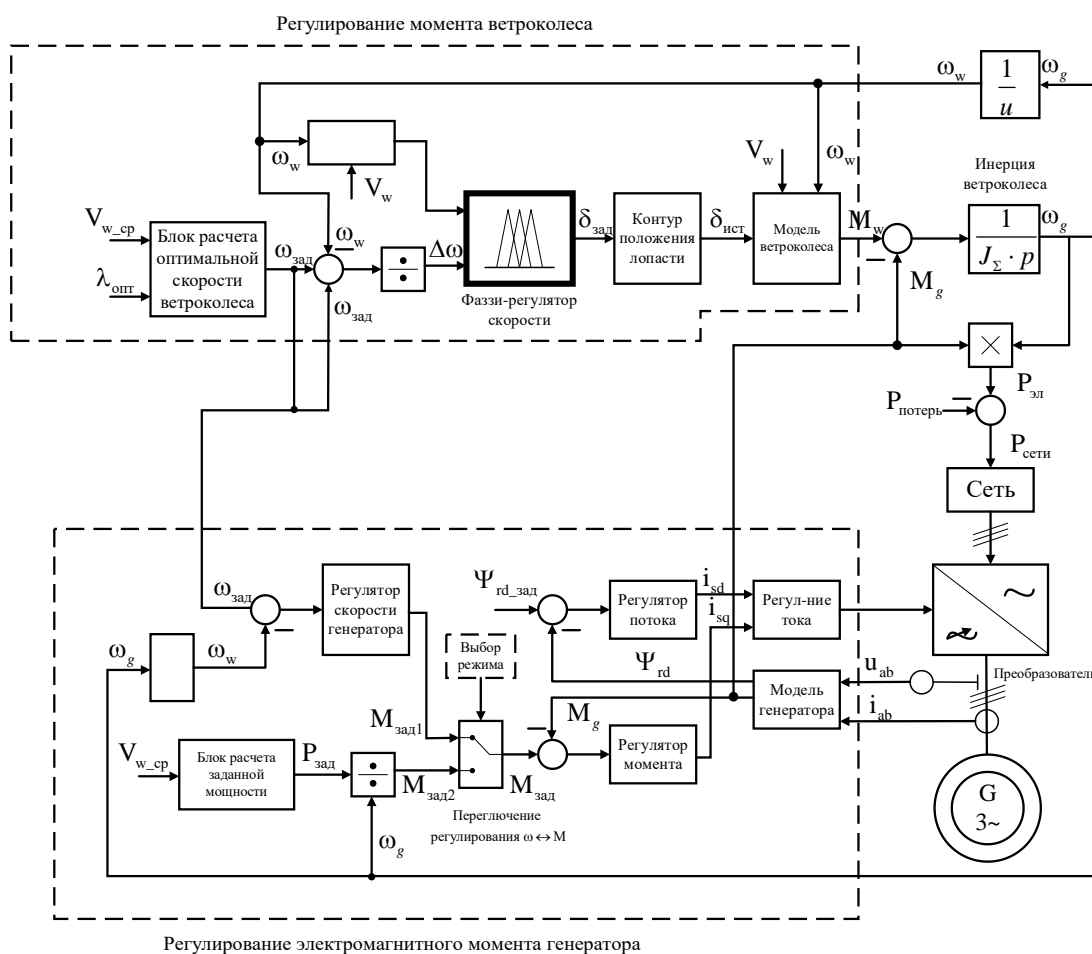 Регулирование момента ветроколеса
ω_w
1/u
ω_g
ω_w
V_w
V_w
ω_w
Инерция
ветроколеса
V_w_ср
λ_опт
Блок расчета
оптимальной
скорости
ветроколеса
ω_зад
ω_w
−
ω_зад
÷
Δω
Фаззи-регулятор
скорости
δ_зад
Контур
положения
лопасти
δ_ист
Модель
ветроколеса
M_w
−
M_g
1/(J_Σ · p)
ω_g
×
P_эл
P_потерь
−
P_сети
Сеть
ω_зад
−
Регулятор
скорости
генератора
Ψ_rd_зад
−
Регулятор
потока
i_sd
i_sq
Регул-ние
тока
~
ω_g
ω_w
Выбор
режима
Ψ_rd
Модель
генератора
u_ab
i_ab
Преобразователь
V_w_ср
Блок расчета
заданной
мощности
P_зад
÷
M_зад1
M_зад2
M_зад
−
M_g
Регулятор
момента
G
3~
ω_g
Переключение
регулирования ω ↔ M
Регулирование электромагнитного момента генератора